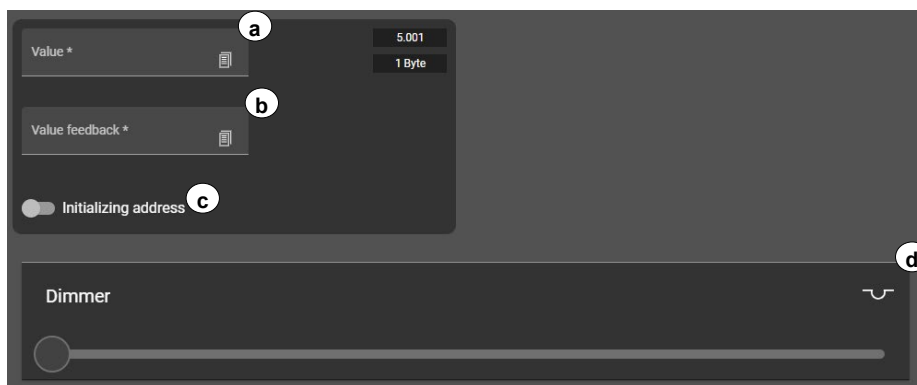 a
Value *
5.001
1 Byte
b
Value feedback *
Initializing address
c
d
Dimmer